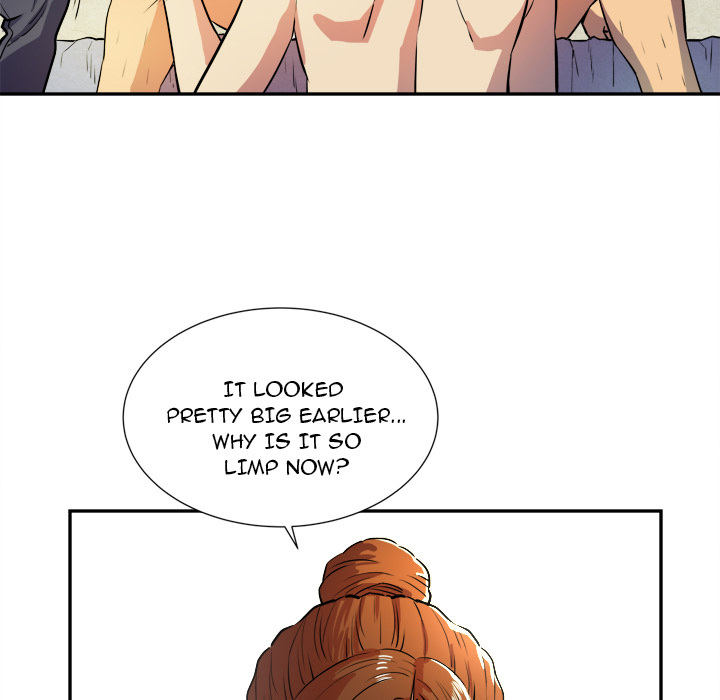 IT LOOKED
PRETTY BIG EARLIER...
WHY IS IT SO
LIMP NOW?